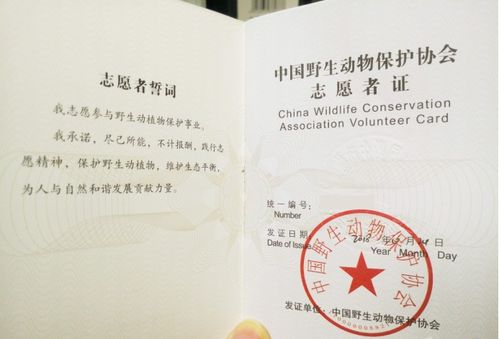 志愿者誓词
我志愿参与野生动植物保护事业。
我承诺，尽己所能，不计报酬，践行志
愿精神，保护野生动植物，维护生态平衡，
为人与自然和谐发展贡献力量。
中国野生动物保护协会
志愿者证
China Wildlife Conservation
Association Volunteer Card
统一编号：
Number
发证日期： 年 月 日
Date of Issue Year Month Day
中国野生动物保护协会
发证单位：中国野生动物保护协会